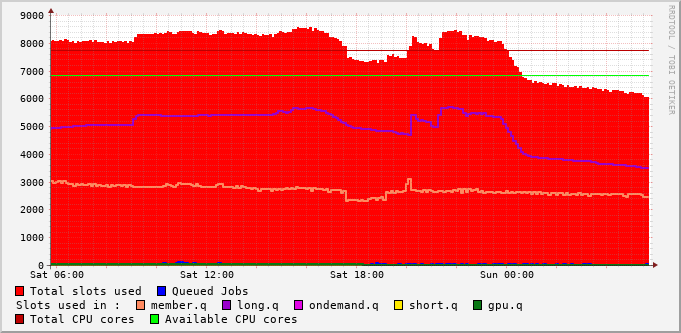 9000
8000
7000
6000
5000
4000
3000
2000
1000
0
Sat 06:00 Sat 12:00 Sat 18:00 Sun 00:00
RRDTOOL / TOBI OETIKER
Total slots used Queued Jobs
Slots used in : member.q long.q ondemand.q short.q gpu.q
Total CPU cores Available CPU cores